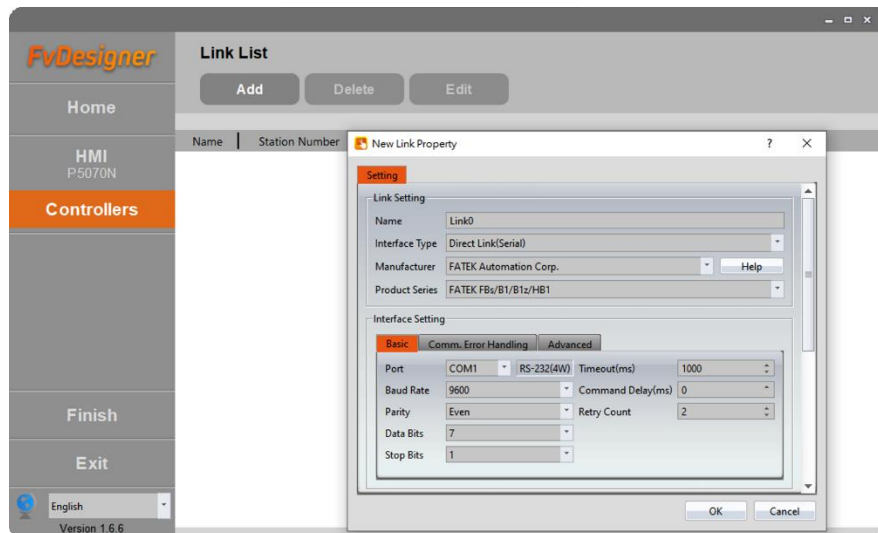 FvDesigner
Link List
Add Delete Edit
Home
Name Station Number
HMI
P5070N
Controllers
Finish
Exit
English
Version 1.6.6
New Link Property ? ×
Setting
Link Setting
Name Link0
Interface Type Direct Link(Serial)
Manufacturer FATEK Automation Corp. Help
Product Series FATEK FBs/B1/B1z/HB1
Interface Setting
Basic Comm. Error Handling Advanced
Port COM1 RS-232(4W) Timeout(ms) 1000
Baud Rate 9600 Command Delay(ms) 0
Parity Even Retry Count 2
Data Bits 7
Stop Bits 1
OK Cancel